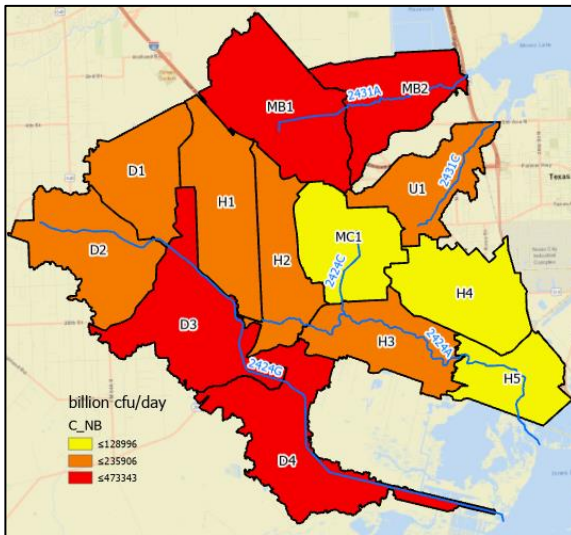 MB1
MB2
2431A
D1
H1
U1
2431C
Texas
D2
H2
MC1
2424C
H4
D3
H3
2424A
2424G
H5
D4
billion cfu/day
C_NB
≤128996
≤235906
≤473343